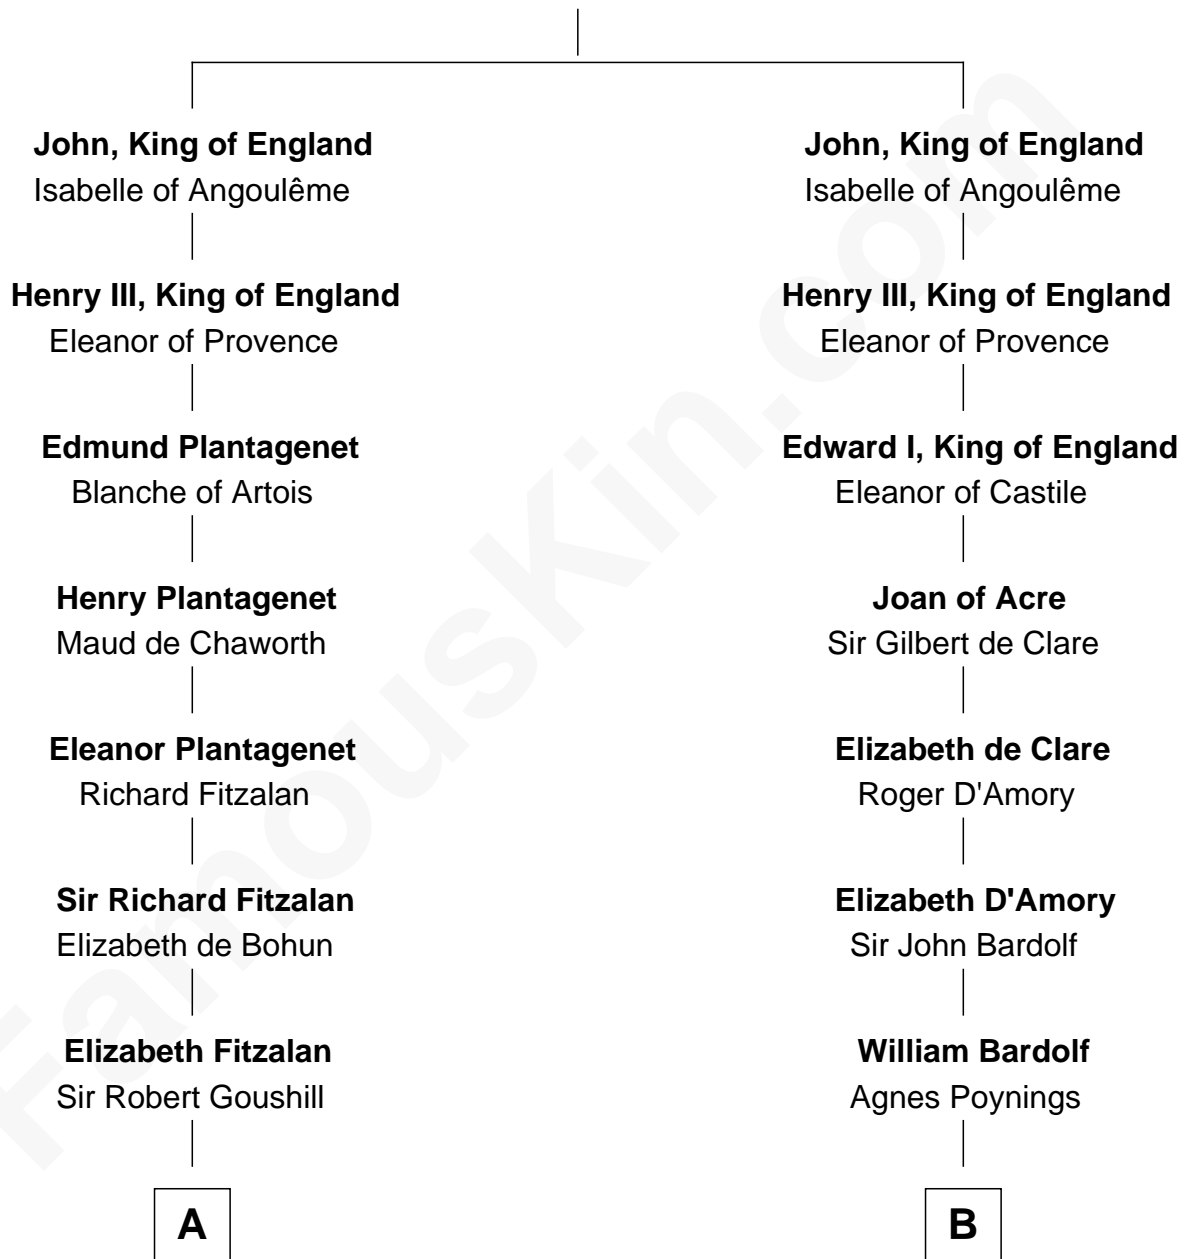 John, King of England
Isabelle of Angoulême
Henry III, King of England
Eleanor of Provence
Edmund Plantagenet
Blanche of Artois
Henry Plantagenet
Maud de Chaworth
Eleanor Plantagenet
Richard Fitzalan
Sir Richard Fitzalan
Elizabeth de Bohun
Elizabeth Fitzalan
Sir Robert Goushill
A
John, King of England
Isabelle of Angoulême
Henry III, King of England
Eleanor of Provence
Edward I, King of England
Eleanor of Castile
Joan of Acre
Sir Gilbert de Clare
Elizabeth de Clare
Roger D'Amory
Elizabeth D'Amory
Sir John Bardolf
William Bardolf
Agnes Poynings
B
FamousKin.com